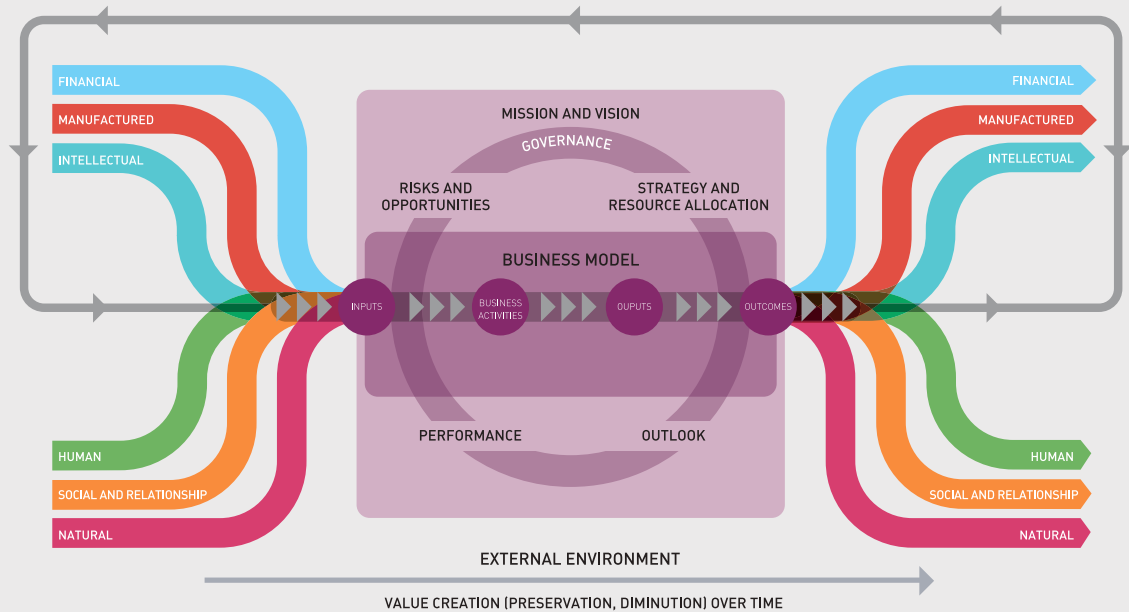 FINANCIAL
MANUFACTURED
INTELLECTUAL
HUMAN
SOCIAL AND RELATIONSHIP
NATURAL
MISSION AND VISION
GOVERNANCE
RISKS AND
OPPORTUNITIES
STRATEGY AND
RESOURCE ALLOCATION
BUSINESS MODEL
INPUTS
BUSINESS
ACTIVITIES
OUPUTS
OUTCOMES
PERFORMANCE
OUTLOOK
FINANCIAL
MANUFACTURED
INTELLECTUAL
HUMAN
SOCIAL AND RELATIONSHIP
NATURAL
EXTERNAL ENVIRONMENT
VALUE CREATION (PRESERVATION, DIMINUTION) OVER TIME